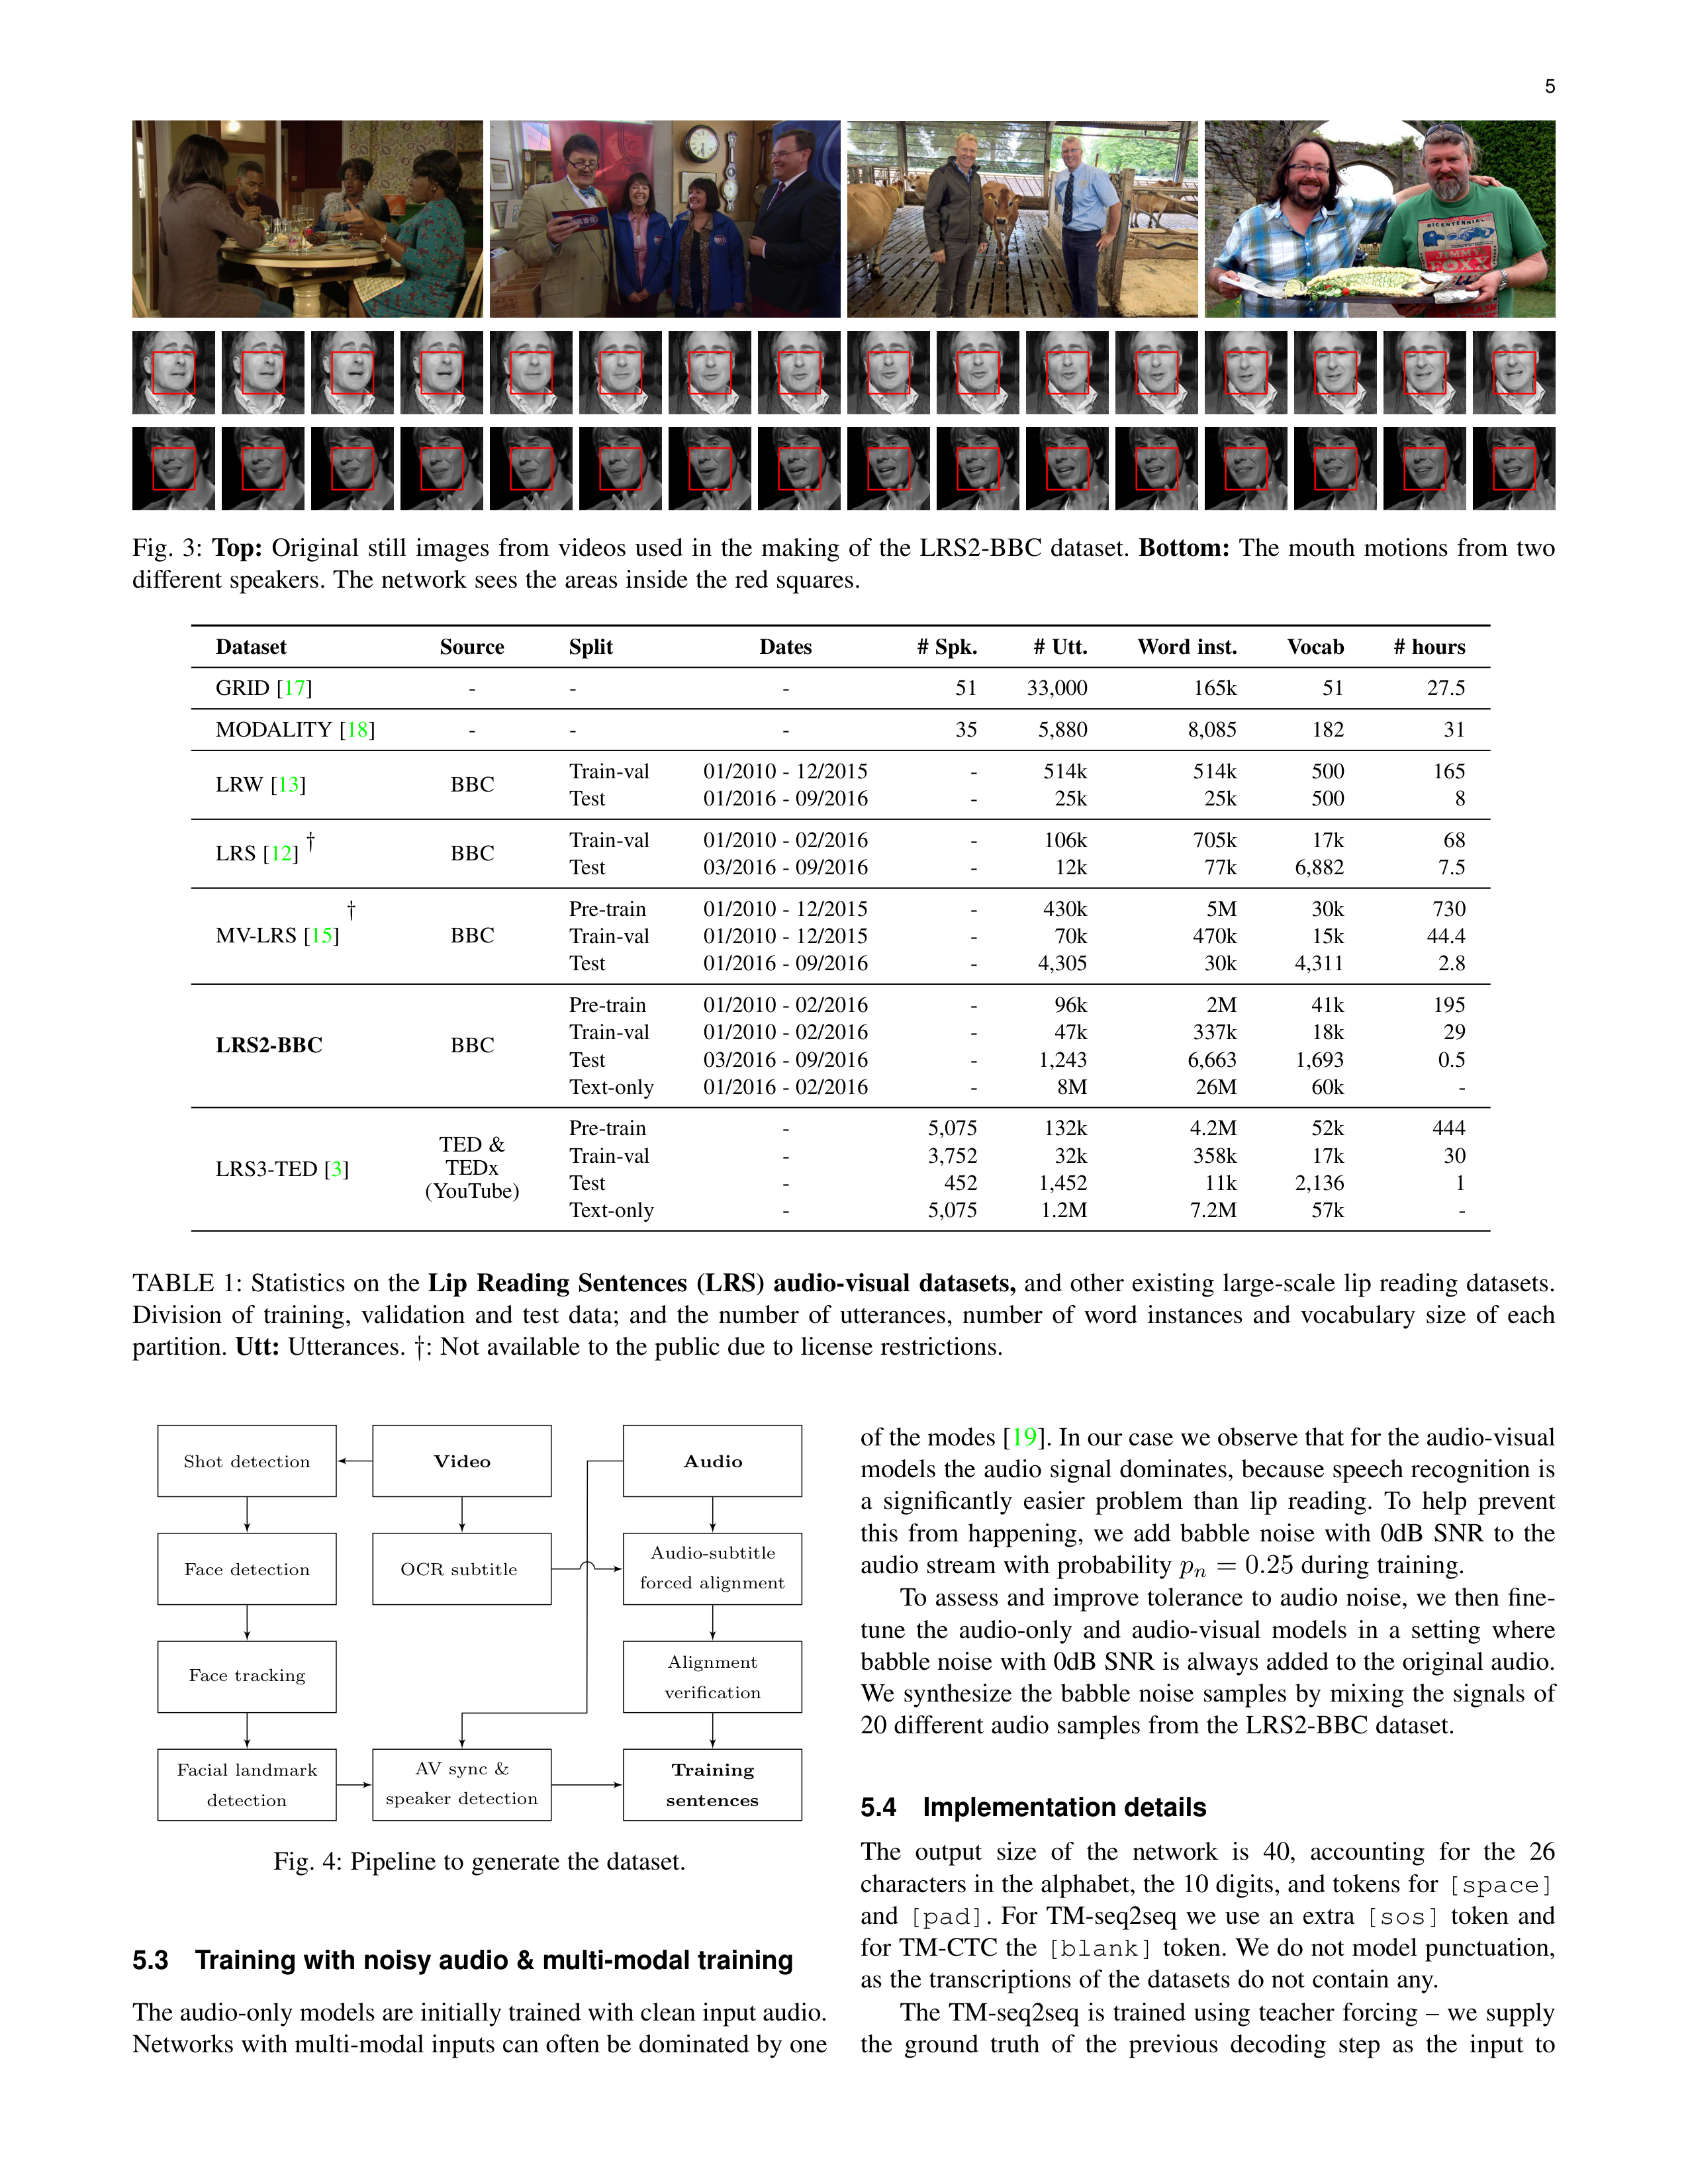 5
BICENTENNIAL
JIMMY
FOXX
Fig. 3: Top: Original still images from videos used in the making of the LRS2-BBC dataset. Bottom: The mouth motions from two
different speakers. The network sees the areas inside the red squares.
Dataset Source Split Dates # Spk. # Utt. Word inst. Vocab # hours
GRID [17] - - - 51 33,000 165k 51 27.5
MODALITY [18] - - - 35 5,880 8,085 182 31
LRW [13] BBC Train-val 01/2010 - 12/2015 - 514k 514k 500 165
Test 01/2016 - 09/2016 - 25k 25k 500 8
LRS [12] † BBC Train-val 01/2010 - 02/2016 - 106k 705k 17k 68
Test 03/2016 - 09/2016 - 12k 77k 6,882 7.5
MV-LRS [15] † BBC Pre-train 01/2010 - 12/2015 - 430k 5M 30k 730
Train-val 01/2010 - 12/2015 - 70k 470k 15k 44.4
Test 01/2016 - 09/2016 - 4,305 30k 4,311 2.8
LRS2-BBC BBC Pre-train 01/2010 - 02/2016 - 96k 2M 41k 195
Train-val 01/2010 - 02/2016 - 47k 337k 18k 29
Test 03/2016 - 09/2016 - 1,243 6,663 1,693 0.5
Text-only 01/2016 - 02/2016 - 8M 26M 60k -
LRS3-TED [3] TED & TEDx (YouTube) Pre-train - 5,075 132k 4.2M 52k 444
Train-val - 3,752 32k 358k 17k 30
Test - 452 1,452 11k 2,136 1
Text-only - 5,075 1.2M 7.2M 57k -
TABLE 1: Statistics on the Lip Reading Sentences (LRS) audio-visual datasets, and other existing large-scale lip reading datasets.
Division of training, validation and test data; and the number of utterances, number of word instances and vocabulary size of each
partition. Utt: Utterances. †: Not available to the public due to license restrictions.
Shot detection Video Audio
Face detection OCR subtitle Audio-subtitle
forced alignment
Face tracking Alignment
verification
Facial landmark
detection
AV sync &
speaker detection
Training
sentences
Fig. 4: Pipeline to generate the dataset.
5.3 Training with noisy audio & multi-modal training
The audio-only models are initially trained with clean input audio.
Networks with multi-modal inputs can often be dominated by one
of the modes [19]. In our case we observe that for the audio-visual
models the audio signal dominates, because speech recognition is
a significantly easier problem than lip reading. To help prevent
this from happening, we add babble noise with 0dB SNR to the
audio stream with probability pₙ = 0.25 during training.
To assess and improve tolerance to audio noise, we then fine-
tune the audio-only and audio-visual models in a setting where
babble noise with 0dB SNR is always added to the original audio.
We synthesize the babble noise samples by mixing the signals of
20 different audio samples from the LRS2-BBC dataset.
5.4 Implementation details
The output size of the network is 40, accounting for the 26
characters in the alphabet, the 10 digits, and tokens for [space]
and [pad]. For TM-seq2seq we use an extra [sos] token and
for TM-CTC the [blank] token. We do not model punctuation,
as the transcriptions of the datasets do not contain any.
The TM-seq2seq is trained using teacher forcing – we supply
the ground truth of the previous decoding step as the input to